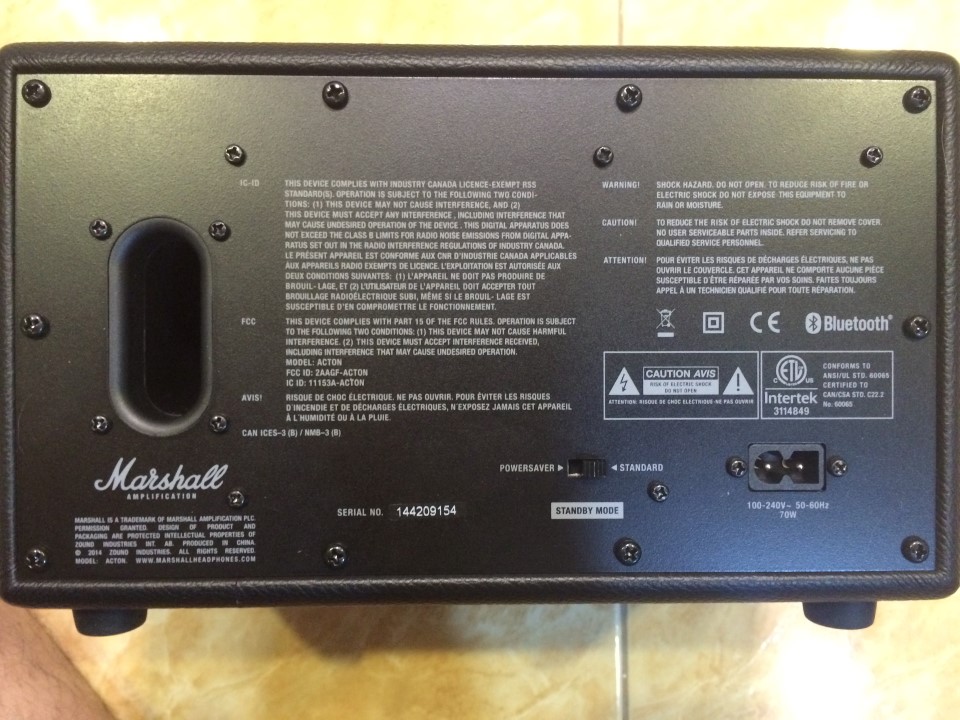 IC-ID
THIS DEVICE COMPLIES WITH INDUSTRY CANADA LICENCE-EXEMPT RSS
STANDARD(S). OPERATION IS SUBJECT TO THE FOLLOWING TWO CONDI-
TIONS: (1) THIS DEVICE MAY NOT CAUSE INTERFERENCE, AND (2)
THIS DEVICE MUST ACCEPT ANY INTERFERENCE , INCLUDING INTERFERENCE THAT
MAY CAUSE UNDESIRED OPERATION OF THE DEVICE . THIS DIGITAL APPARATUS DOES
NOT EXCEED THE CLASS B LIMITS FOR RADIO NOISE EMISSIONS FROM DIGITAL APPA-
RATUS SET OUT IN THE RADIO INTERFERENCE REGULATIONS OF INDUSTRY CANADA.
LE PRÉSENT APPAREIL EST CONFORME AUX CNR D'INDUSTRIE CANADA APPLICABLES
AUX APPAREILS RADIO EXEMPTS DE LICENCE. L'EXPLOITATION EST AUTORISÉE AUX
DEUX CONDITIONS SUIVANTES: (1) L'APPAREIL NE DOIT PAS PRODUIRE DE
BROUIL- LAGE, ET (2) L'UTILISATEUR DE L'APPAREIL DOIT ACCEPTER TOUT
BROUILLAGE RADIOÉLECTRIQUE SUBI, MÊME SI LE BROUIL- LAGE EST
SUSCEPTIBLE D'EN COMPROMETTRE LE FONCTIONNEMENT.
FCC
THIS DEVICE COMPLIES WITH PART 15 OF THE FCC RULES. OPERATION IS SUBJECT
TO THE FOLLOWING TWO CONDITIONS: (1) THIS DEVICE MAY NOT CAUSE HARMFUL
INTERFERENCE. (2) THIS DEVICE MUST ACCEPT INTERFERENCE RECEIVED,
INCLUDING INTERFERENCE THAT MAY CAUSE UNDESIRED OPERATION.
MODEL: ACTON
FCC ID: 2AAGF-ACTON
IC ID: 11153A-ACTON
AVIS!
RISQUE DE CHOC ÉLECTRIQUE. NE PAS OUVRIR. POUR ÉVITER LES RISQUES
D'INCENDIE ET DE DÉCHARGES ÉLECTRIQUES, N'EXPOSEZ JAMAIS CET APPAREIL
À L'HUMIDITÉ OU À LA PLUIE.
CAN ICES–3 (B) / NMB–3 (B)
WARNING!
SHOCK HAZARD. DO NOT OPEN. TO REDUCE RISK OF FIRE OR
ELECTRIC SHOCK DO NOT EXPOSE THIS EQUIPMENT TO
RAIN OR MOISTURE.
CAUTION!
TO REDUCE THE RISK OF ELECTRIC SHOCK DO NOT REMOVE COVER.
NO USER SERVICEABLE PARTS INSIDE. REFER SERVICING TO
QUALIFIED SERVICE PERSONNEL.
ATTENTION!
POUR ÉVITER LES RISQUES DE DÉCHARGES ÉLECTRIQUES, NE PAS
OUVRIR LE COUVERCLE. CET APPAREIL NE COMPORTE AUCUNE PIÈCE
SUSCEPTIBLE D'ÊTRE RÉPARÉE PAR VOS SOINS. FAITES TOUJOURS
APPEL À UN TECHNICIEN QUALIFIÉ POUR TOUTE RÉPARATION.
CE
Bluetooth®
CAUTION AVIS
RISK OF ELECTRIC SHOCK
DO NOT OPEN
ATTENTION: RISQUE DE CHOC ELECTRIQUE-NE PAS OUVRIR
C ETL US
Intertek
3114849
CONFORMS TO
ANSI/UL STD. 60065
CERTIFIED TO
CAN/CSA STD. C22.2
No. 60065
POWERSAVER
STANDARD
STANDBY MODE
100-240V~ 50-60Hz
70W
SERIAL NO. 144209154
Marshall
AMPLIFICATION
MARSHALL IS A TRADEMARK OF MARSHALL AMPLIFICATION PLC.
PERMISSION GRANTED. DESIGN OF PRODUCT AND
PACKAGING ARE PROTECTED INTELLECTUAL PROPERTIES OF
ZOUND INDUSTRIES INT. AB. PRODUCED IN CHINA.
© 2014 ZOUND INDUSTRIES. ALL RIGHTS RESERVED.
MODEL: ACTON. WWW.MARSHALLHEADPHONES.COM